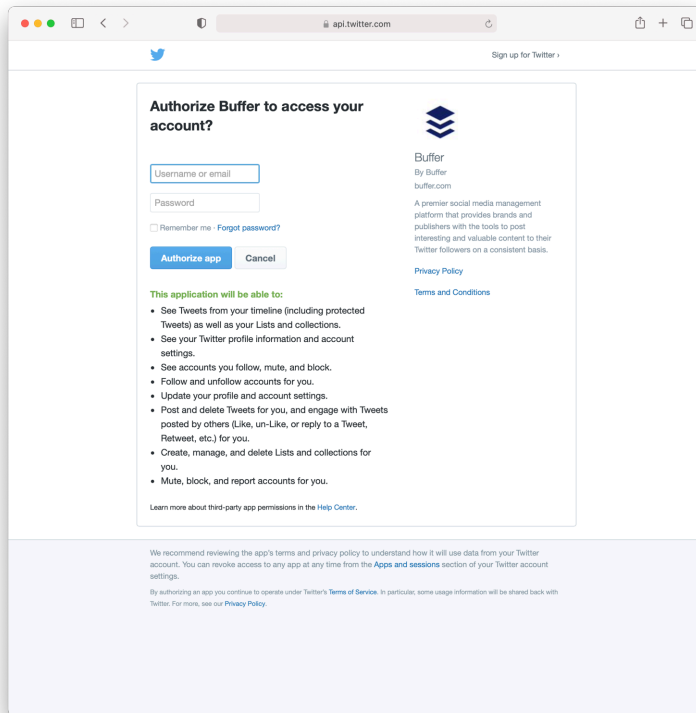 api.twitter.com
Sign up for Twitter ›
Authorize Buffer to access your
account?
Username or email
Password
Remember me · Forgot password?
Authorize app
Cancel
This application will be able to:
• See Tweets from your timeline (including protected
Tweets) as well as your Lists and collections.
• See your Twitter profile information and account
settings.
• See accounts you follow, mute, and block.
• Follow and unfollow accounts for you.
• Update your profile and account settings.
• Post and delete Tweets for you, and engage with Tweets
posted by others (Like, un-Like, or reply to a Tweet,
Retweet, etc.) for you.
• Create, manage, and delete Lists and collections for
you.
• Mute, block, and report accounts for you.
Learn more about third-party app permissions in the Help Center.
Buffer
By Buffer
buffer.com
A premier social media management
platform that provides brands and
publishers with the tools to post
interesting and valuable content to their
Twitter followers on a consistent basis.
Privacy Policy
Terms and Conditions
We recommend reviewing the app's terms and privacy policy to understand how it will use data from your Twitter
account. You can revoke access to any app at any time from the Apps and sessions section of your Twitter account
settings.
By authorizing an app you continue to operate under Twitter's Terms of Service. In particular, some usage information will be shared back with
Twitter. For more, see our Privacy Policy.